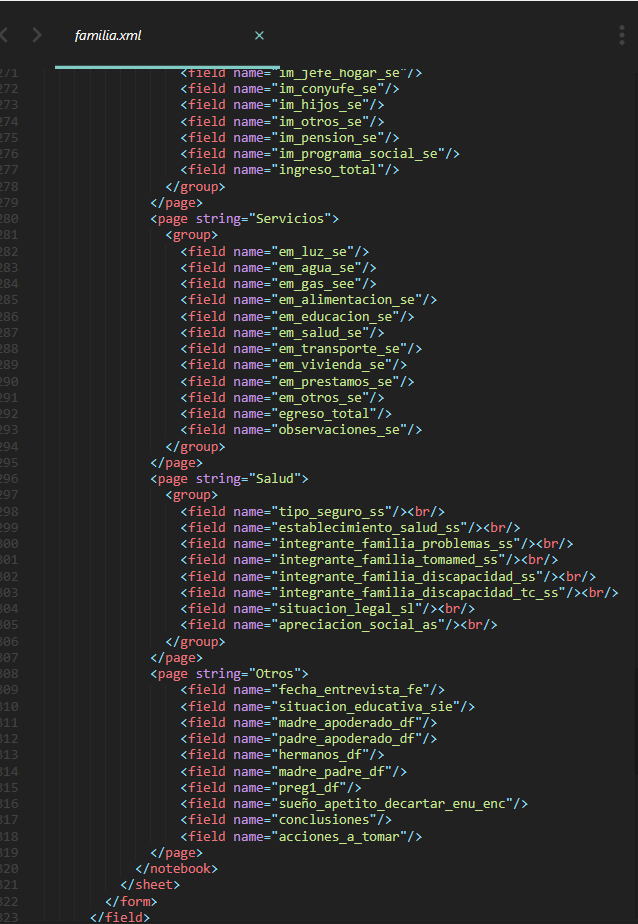 familia.xml
271 <field name="im_jefe_hogar_se"/>
272 <field name="im_conyufe_se"/>
273 <field name="im_hijos_se"/>
274 <field name="im_otros_se"/>
275 <field name="im_pension_se"/>
276 <field name="im_programa_social_se"/>
277 <field name="ingreso_total"/>
278 </group>
279 </page>
280 <page string="Servicios">
281 <group>
282 <field name="em_luz_se"/>
283 <field name="em_agua_se"/>
284 <field name="em_gas_see"/>
285 <field name="em_alimentacion_se"/>
286 <field name="em_educacion_se"/>
287 <field name="em_salud_se"/>
288 <field name="em_transporte_se"/>
289 <field name="em_vivienda_se"/>
290 <field name="em_prestamos_se"/>
291 <field name="em_otros_se"/>
292 <field name="egreso_total"/>
293 <field name="observaciones_se"/>
294 </group>
295 </page>
296 <page string="Salud">
297 <group>
298 <field name="tipo_seguro_ss"/><br/>
299 <field name="establecimiento_salud_ss"/><br/>
300 <field name="integrante_familia_problemas_ss"/><br/>
301 <field name="integrante_familia_tomamed_ss"/><br/>
302 <field name="integrante_familia_discapacidad_ss"/><br/>
303 <field name="integrante_familia_discapacidad_tc_ss"/><br/>
304 <field name="situacion_legal_sl"/><br/>
305 <field name="apreciacion_social_as"/><br/>
306 </group>
307 </page>
308 <page string="Otros">
309 <field name="fecha_entrevista_fe"/>
310 <field name="situacion_educativa_sie"/>
311 <field name="madre_apoderado_df"/>
312 <field name="padre_apoderado_df"/>
313 <field name="hermanos_df"/>
314 <field name="madre_padre_df"/>
315 <field name="preg1_df"/>
316 <field name="sueño_apetito_decartar_enu_enc"/>
317 <field name="conclusiones"/>
318 <field name="acciones_a_tomar"/>
319 </page>
320 </notebook>
321 </sheet>
322 </form>
323 </field>